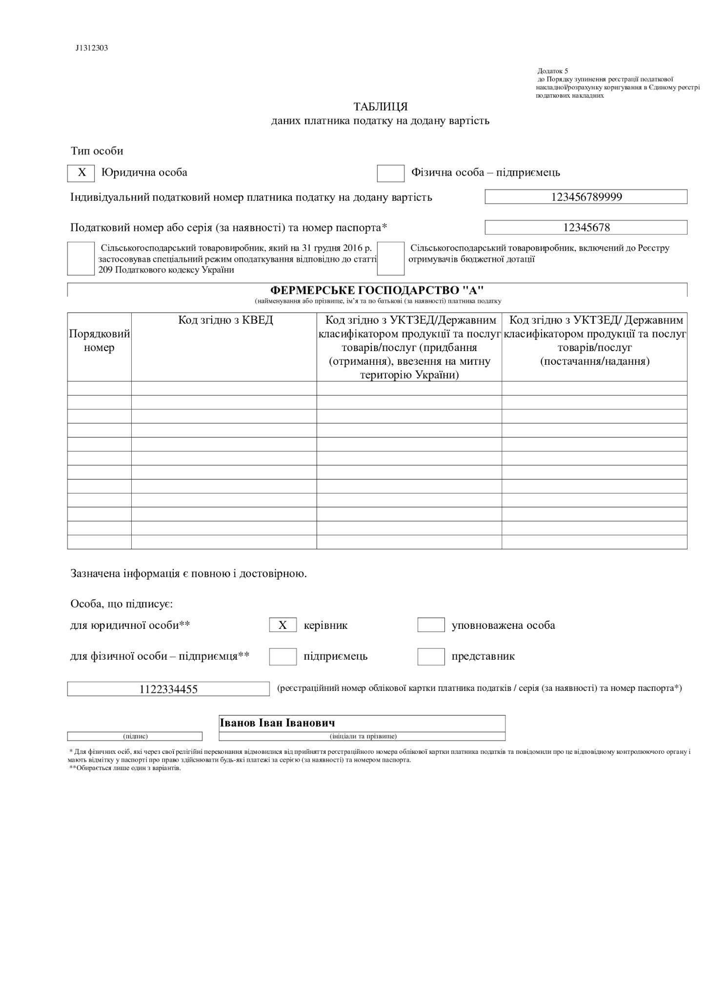 J1312303
Додаток 5
до Порядку зупинення реєстрації податкової
накладної/розрахунку коригування в Єдиному реєстрі
податкових накладних
ТАБЛИЦЯ
даних платника податку на додану вартість
Тип особи
X Юридична особа
Фізична особа – підприємець
Індивідуальний податковий номер платника податку на додану вартість 123456789999
Податковий номер або серія (за наявності) та номер паспорта* 12345678
Сільськогосподарський товаровиробник, який на 31 грудня 2016 р.
застосовував спеціальний режим оподаткування відповідно до статті
209 Податкового кодексу України
Сільськогосподарський товаровиробник, включений до Реєстру
отримувачів бюджетної дотації
ФЕРМЕРСЬКЕ ГОСПОДАРСТВО "А"
(найменування або прізвище, ім’я та по батькові (за наявності) платника податку
Порядковий
номер
Код згідно з КВЕД
Код згідно з УКТЗЕД/Державним
класифікатором продукції та послуг
товарів/послуг (придбання
(отримання), ввезення на митну
територію України)
Код згідно з УКТЗЕД/ Державним
класифікатором продукції та послуг
товарів/послуг
(постачання/надання)
Зазначена інформація є повною і достовірною.
Особа, що підписує:
для юридичної особи** X керівник уповноважена особа
для фізичної особи – підприємця** підприємець представник
1122334455 (реєстраційний номер облікової картки платника податків / серія (за наявності) та номер паспорта*)
Іванов Іван Іванович
(підпис) (ініціали та прізвище)
* Для фізичних осіб, які через свої релігійні переконання відмовилися від прийняття реєстраційного номера облікової картки платника податків та повідомили про це відповідному контролюючого органу і
мають відмітку у паспорті про право здійснювати будь-які платежі за серією (за наявності) та номером паспорта.
**Обирається лише один з варіантів.